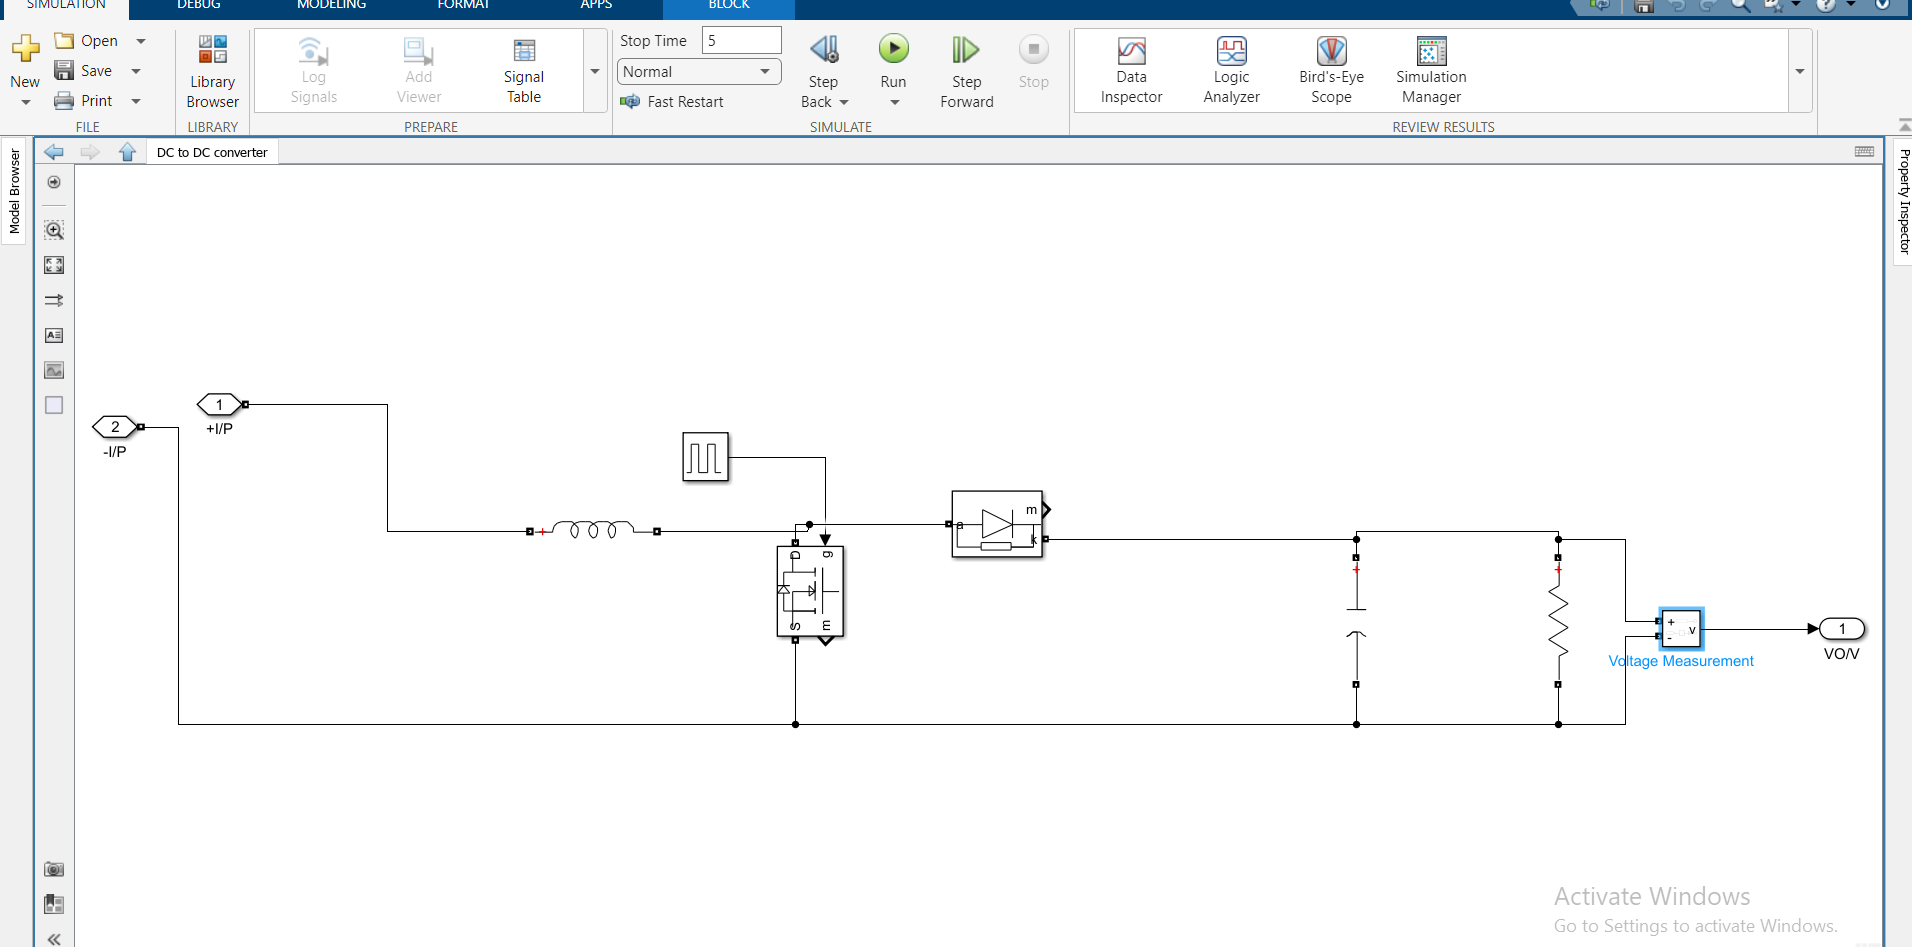 SIMULATION DEBUG MODELING FORMAT APPS BLOCK
New
Open
Save
Print
FILE
Library
Browser
LIBRARY
Log
Signals
Add
Viewer
Signal
Table
PREPARE
Stop Time 5
Normal
Fast Restart
Step
Back
Run
Step
Forward
Stop
SIMULATE
Data
Inspector
Logic
Analyzer
Bird's-Eye
Scope
Simulation
Manager
REVIEW RESULTS
Model Browser
DC to DC converter
Property Inspector
1
+I/P
2
-I/P
+
D
g
S
m
a
m
k
+
+
+
-
v
Voltage Measurement
1
VO/V
Activate Windows
Go to Settings to activate Windows.